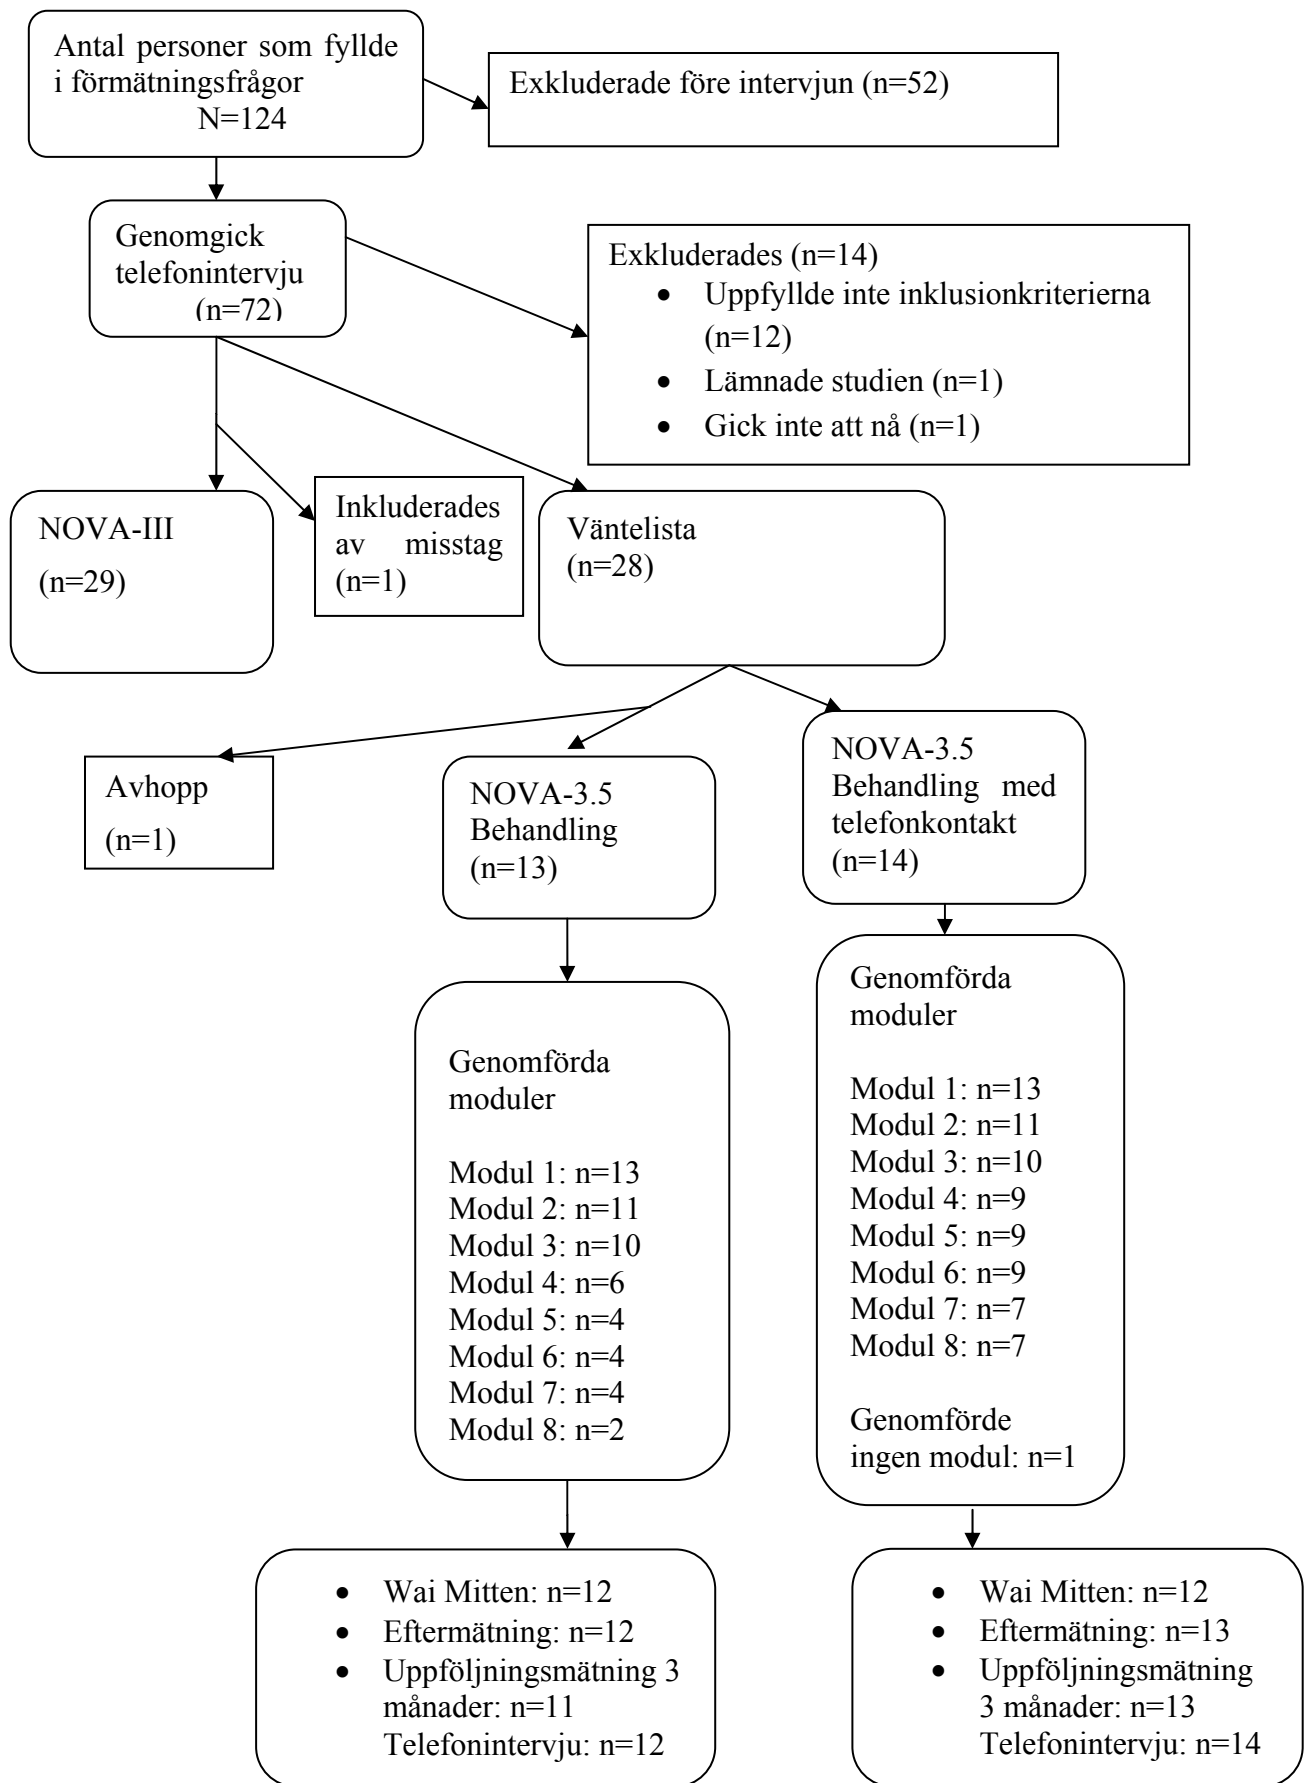 Antal personer som fyllde
i förmätningsfrågor
N=124
Exkluderade före intervjun (n=52)
Genomgick
telefonintervju
(n=72)
Exkluderades (n=14)
• Uppfyllde inte inklusionkriterierna
(n=12)
• Lämnade studien (n=1)
• Gick inte att nå (n=1)
NOVA-III
(n=29)
Inkluderades
av misstag
(n=1)
Väntelista
(n=28)
Avhopp
(n=1)
NOVA-3.5
Behandling
(n=13)
NOVA-3.5
Behandling med
telefonkontakt
(n=14)
Genomförda
moduler
Modul 1: n=13
Modul 2: n=11
Modul 3: n=10
Modul 4: n=6
Modul 5: n=4
Modul 6: n=4
Modul 7: n=4
Modul 8: n=2
Genomförda
moduler
Modul 1: n=13
Modul 2: n=11
Modul 3: n=10
Modul 4: n=9
Modul 5: n=9
Modul 6: n=9
Modul 7: n=7
Modul 8: n=7
Genomförde
ingen modul: n=1
• Wai Mitten: n=12
• Eftermätning: n=12
• Uppföljningsmätning 3
månader: n=11
Telefonintervju: n=12
• Wai Mitten: n=12
• Eftermätning: n=13
• Uppföljningsmätning
3 månader: n=13
Telefonintervju: n=14